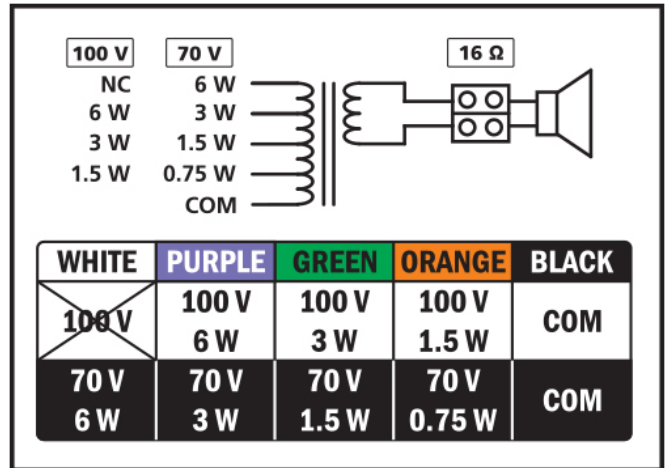 100 V 70 V 16 Ω
NC 6 W
6 W 3 W
3 W 1.5 W
1.5 W 0.75 W
COM
WHITE PURPLE GREEN ORANGE BLACK
100 V 100 V 100 V 100 V COM
6 W 3 W 1.5 W
70 V 70 V 70 V 70 V COM
6 W 3 W 1.5 W 0.75 W